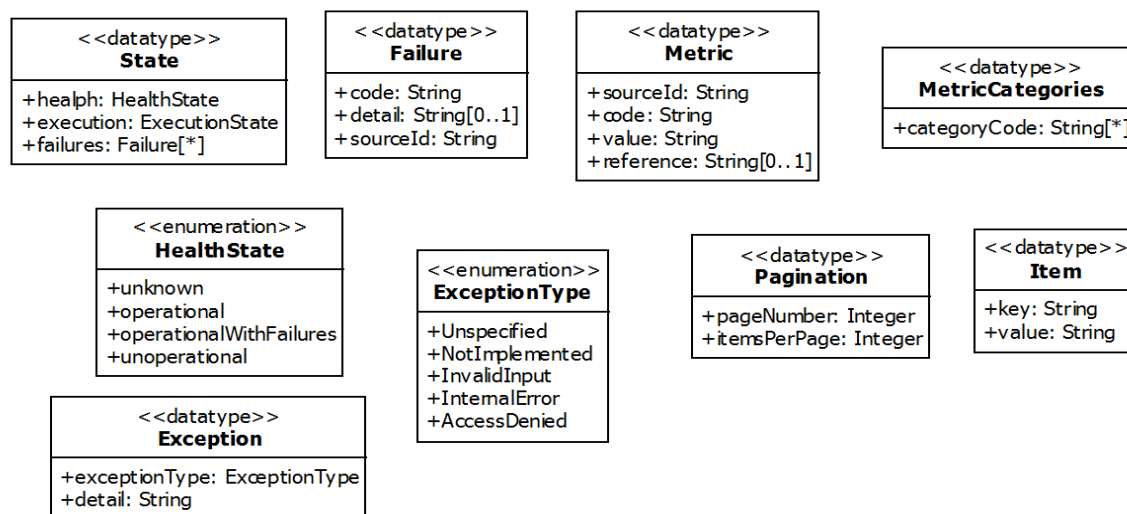 <<datatype>>
State
+healph: HealthState
+execution: ExecutionState
+failures: Failure[*]
<<datatype>>
Failure
+code: String
+detail: String[0..1]
+sourceId: String
<<datatype>>
Metric
+sourceId: String
+code: String
+value: String
+reference: String[0..1]
<<datatype>>
MetricCategories
+categoryCode: String[*]
<<enumeration>>
HealthState
+unknown
+operational
+operationalWithFailures
+unoperational
<<enumeration>>
ExceptionType
+Unspecified
+NotImplemented
+InvalidInput
+InternalError
+AccessDenied
<<datatype>>
Pagination
+pageNumber: Integer
+itemsPerPage: Integer
<<datatype>>
Item
+key: String
+value: String
<<datatype>>
Exception
+exceptionType: ExceptionType
+detail: String